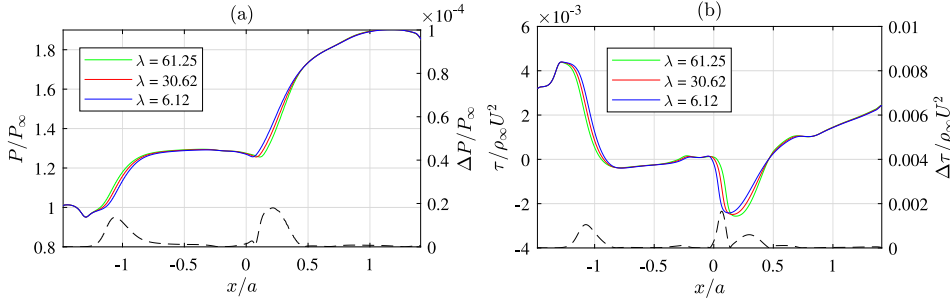 (a)
×10⁻⁴
1.8
1.6
1.4
1.2
1
0.8
P/P∞
λ = 61.25
λ = 30.62
λ = 6.12
1
0.8
0.6
0.4
0.2
0
ΔP/P∞
-1 -0.5 0 0.5 1
x/a
(b)
×10⁻³
6
4
2
0
-2
-4
τ/ρ∞U²
λ = 61.25
λ = 30.62
λ = 6.12
0.01
0.008
0.006
0.004
0.002
0
Δτ/ρ∞U²
-1 -0.5 0 0.5 1
x/a